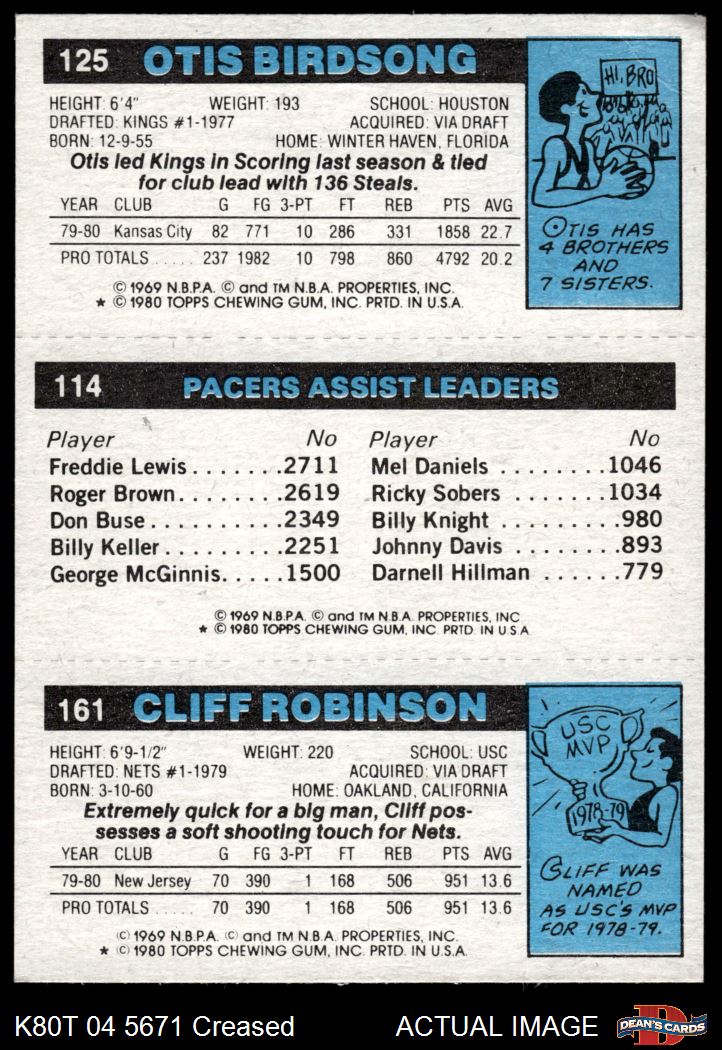 125 OTIS BIRDSONG
HEIGHT: 6'4" WEIGHT: 193 SCHOOL: HOUSTON
DRAFTED: KINGS #1-1977 ACQUIRED: VIA DRAFT
BORN: 12-9-55 HOME: WINTER HAVEN, FLORIDA
Otis led Kings in Scoring last season & tied
for club lead with 136 Steals.
YEAR CLUB G FG 3-PT FT REB PTS AVG
79-80 Kansas City 82 771 10 286 331 1858 22.7
PRO TOTALS ..... 237 1982 10 798 860 4792 20.2
© 1969 N.B.P.A. © and TM N.B.A. PROPERTIES, INC.
★ © 1980 TOPPS CHEWING GUM, INC. PRTD. IN U.S.A.
HI, BRO
OTIS HAS
4 BROTHERS
AND
7 SISTERS.
114 PACERS ASSIST LEADERS
Player No Player No
Freddie Lewis.......2711 Mel Daniels ........1046
Roger Brown........2619 Ricky Sobers .......1034
Don Buse..........2349 Billy Knight .........980
Billy Keller.........2251 Johnny Davis ........893
George McGinnis.....1500 Darnell Hillman ......779
© 1969 N.B.P.A. © and TM N.B.A. PROPERTIES, INC
★ © 1980 TOPPS CHEWING GUM, INC. PRTD. IN U.S.A
161 CLIFF ROBINSON
HEIGHT: 6'9-1/2" WEIGHT: 220 SCHOOL: USC
DRAFTED: NETS #1-1979 ACQUIRED: VIA DRAFT
BORN: 3-10-60 HOME: OAKLAND, CALIFORNIA
Extremely quick for a big man, Cliff pos-
sesses a soft shooting touch for Nets.
YEAR CLUB G FG 3-PT FT REB PTS AVG
79-80 New Jersey 70 390 1 168 506 951 13.6
PRO TOTALS ..... 70 390 1 168 506 951 13.6
© 1969 N.B.P.A. © and TM N.B.A. PROPERTIES, INC.
★ © 1980 TOPPS CHEWING GUM, INC. PRTD. IN U.S.A.
USC
MVP
1978-79
CLIFF WAS
NAMED
AS USC'S MVP
FOR 1978-79.
K80T 04 5671 Creased ACTUAL IMAGE D DEAN'S CARDS